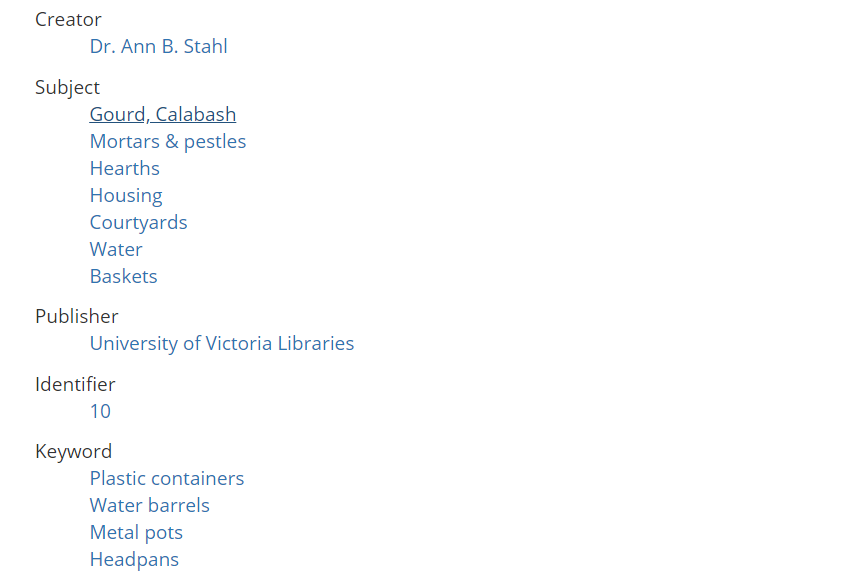 Creator
Dr. Ann B. Stahl
Subject
Gourd, Calabash
Mortars & pestles
Hearths
Housing
Courtyards
Water
Baskets
Publisher
University of Victoria Libraries
Identifier
10
Keyword
Plastic containers
Water barrels
Metal pots
Headpans